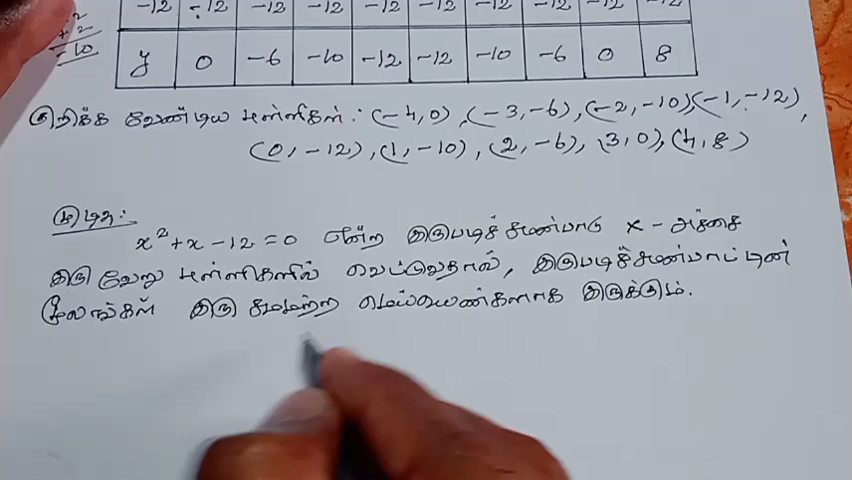 -12 -12 -12 -12 -12 -12 -12 -12 -12
-10
y 0 -6 -10 -12 -12 -10 -6 0 8
குறிக்க வேண்டிய புள்ளிகள் : (-4,0), (-3,-6), (-2,-10), (-1,-12),
(0,-12), (1,-10), (2,-6), (3,0), (4,8)
முடிவு:
x²+x-12=0 என்ற இருபடிச் சமன்பாடு x-அச்சை
இரு வேறு புள்ளிகளில் வெட்டுவதால், இருபடிச் சமன்பாட்டின்
மூலங்கள் இரு சமமற்ற மெய்யெண்களாக இருக்கும்.